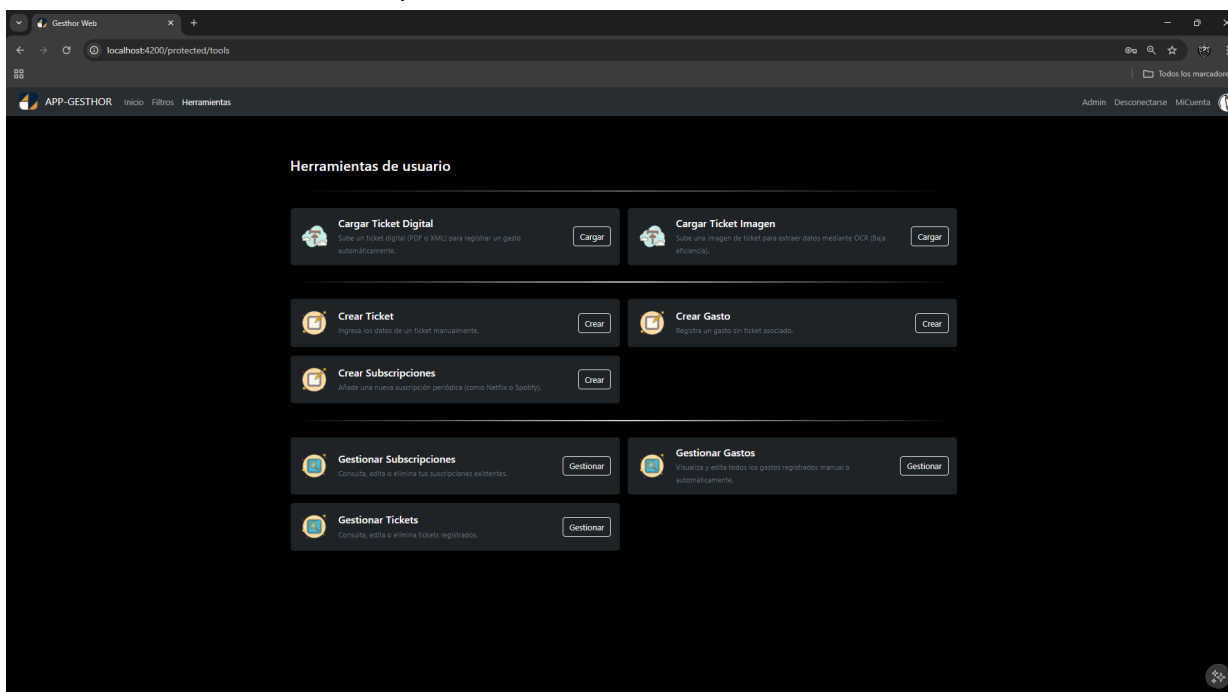 Gesthor Web
localhost:4200/protected/tools
Todos los marcadore
APP-GESTHOR Inicio Filtros Herramientas Admin Desconectarse MiCuenta
Herramientas de usuario
Cargar Ticket Digital
Sube un ticket digital (PDF o XML) para registrar un gasto
automáticamente.
Cargar
Cargar Ticket Imagen
Sube una imagen de ticket para extraer datos mediante OCR (Baja
eficiencia).
Cargar
Crear Ticket
Ingresa los datos de un ticket manualmente.
Crear
Crear Gasto
Registra un gasto sin ticket asociado.
Crear
Crear Subscripciones
Añade una nueva suscripción periódica (como Netflix o Spotify).
Crear
Gestionar Subscripciones
Consulta, edita o elimina tus suscripciones existentes.
Gestionar
Gestionar Gastos
Visualiza y edita todos los gastos registrados manual o
automáticamente.
Gestionar
Gestionar Tickets
Consulta, edita o elimina tickets registrados.
Gestionar